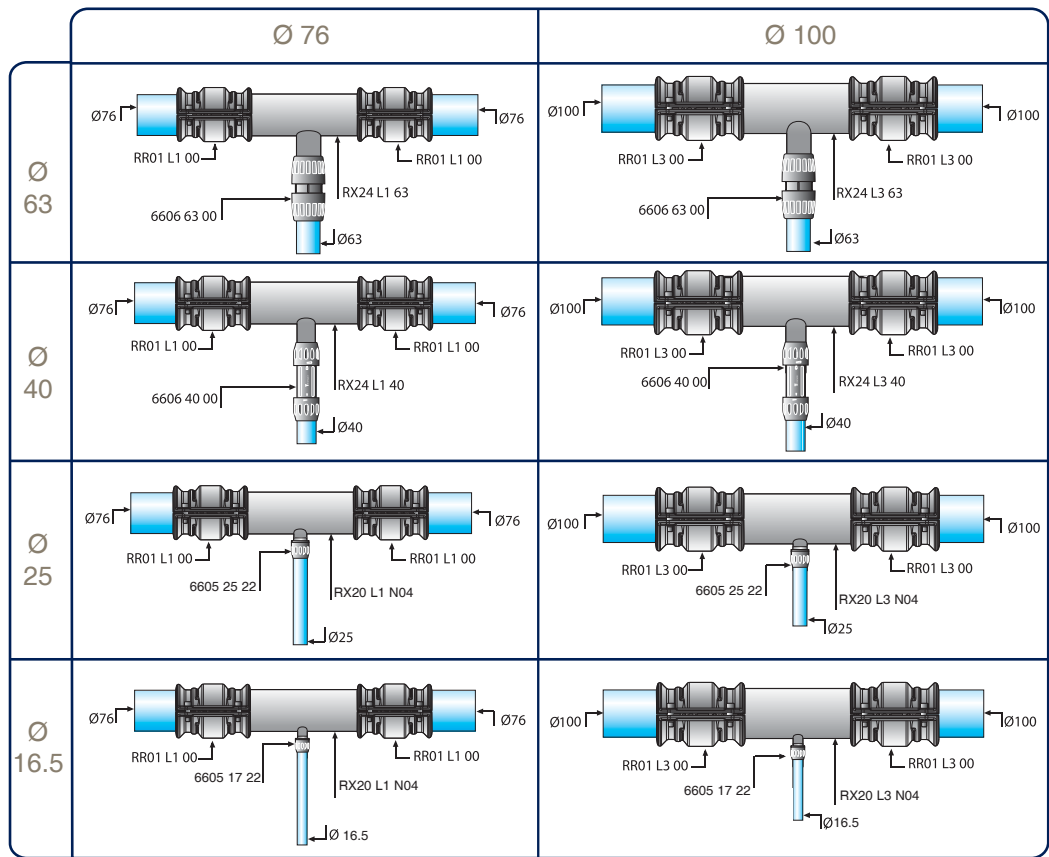 Ø 76
Ø 100
Ø
63
Ø76
Ø76
RR01 L1 00
RR01 L1 00
RX24 L1 63
6606 63 00
Ø63
Ø100
Ø100
RR01 L3 00
RR01 L3 00
RX24 L3 63
6606 63 00
Ø63
Ø
40
Ø76
Ø76
RR01 L1 00
RR01 L1 00
RX24 L1 40
6606 40 00
Ø40
Ø100
Ø100
RR01 L3 00
RR01 L3 00
6606 40 00
RX24 L3 40
Ø40
Ø
25
Ø76
Ø76
RR01 L1 00
RR01 L1 00
6605 25 22
RX20 L1 N04
Ø25
Ø100
Ø100
RR01 L3 00
RR01 L3 00
6605 25 22
RX20 L3 N04
Ø25
Ø
16.5
Ø76
Ø76
RR01 L1 00
RR01 L1 00
6605 17 22
RX20 L1 N04
Ø 16.5
Ø100
Ø100
RR01 L3 00
RR01 L3 00
6605 17 22
RX20 L3 N04
Ø16.5